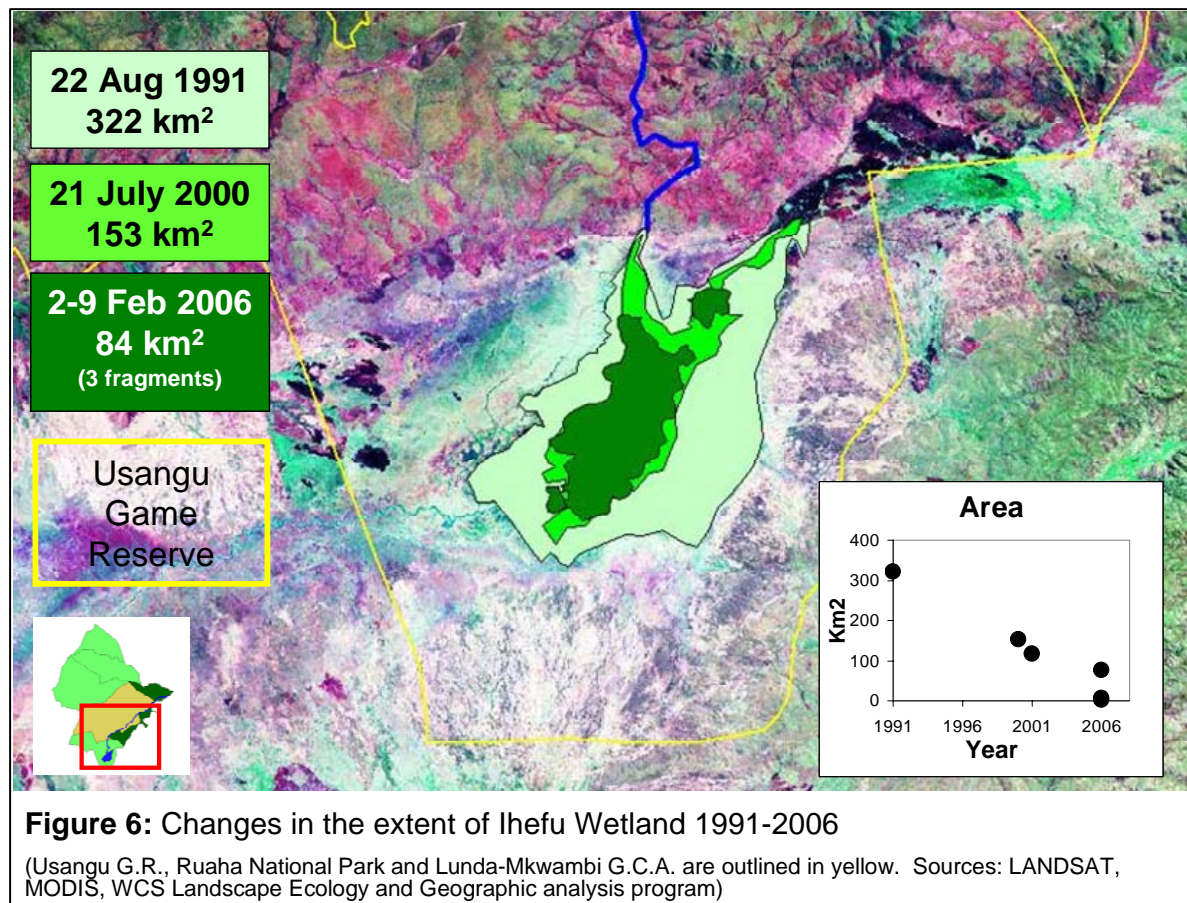 22 Aug 1991
322 km²
21 July 2000
153 km²
2-9 Feb 2006
84 km²
(3 fragments)
Usangu
Game
Reserve
Area
Km2
400
300
200
100
0
1991 1996 2001 2006
Year
Figure 6: Changes in the extent of Ihefu Wetland 1991-2006
(Usangu G.R., Ruaha National Park and Lunda-Mkwambi G.C.A. are outlined in yellow. Sources: LANDSAT,
MODIS, WCS Landscape Ecology and Geographic analysis program)